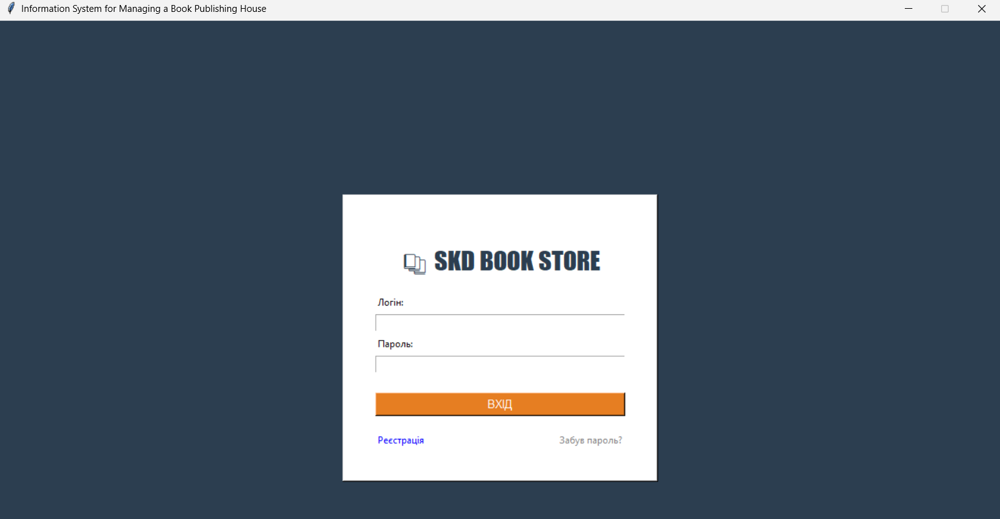 Information System for Managing a Book Publishing House
SKD BOOK STORE
Логін:
Пароль:
ВХІД
Реєстрація Забув пароль?